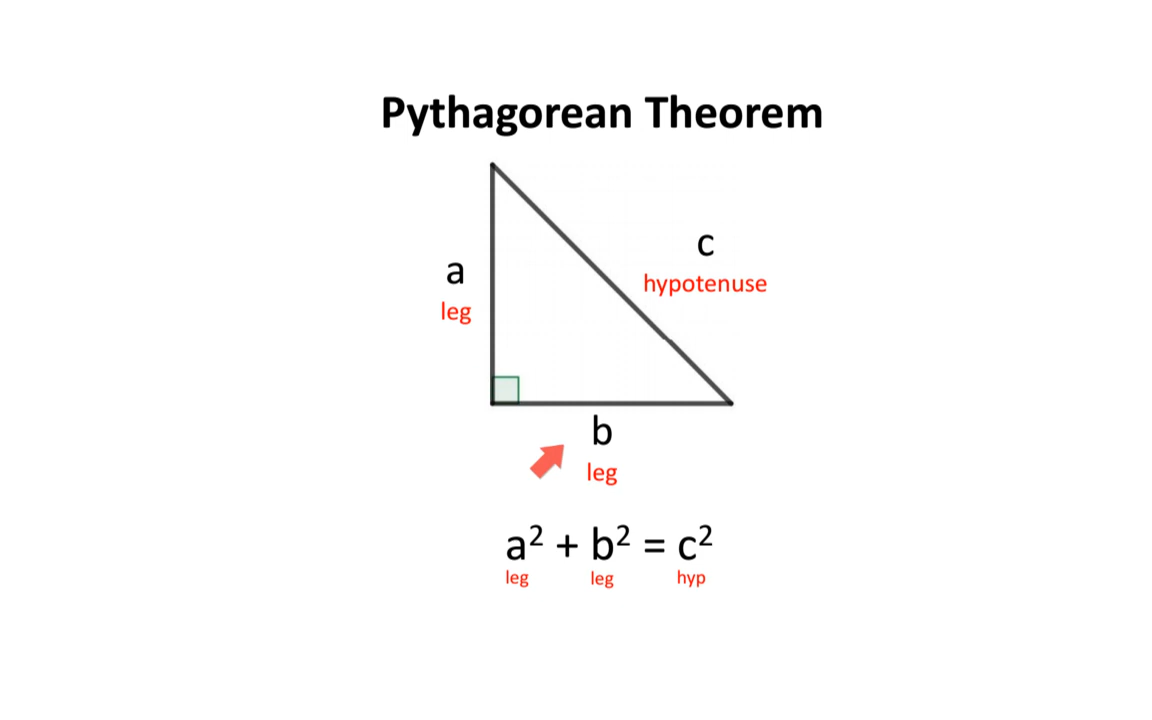 Pythagorean Theorem
c
a
hypotenuse
leg
b
leg
a² + b² = c²
leg leg hyp